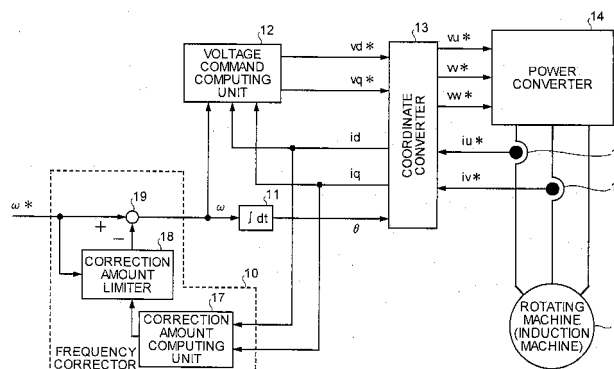 12
VOLTAGE
COMMAND
COMPUTING
UNIT
vd*
vq*
13
COORDINATE
CONVERTER
vu*
vv*
vw*
14
POWER
CONVERTER
id
iq
iu*
iv*
ω*
+
−
19
ω
11
∫ dt
θ
18
CORRECTION
AMOUNT
LIMITER
10
17
CORRECTION
AMOUNT
COMPUTING
UNIT
FREQUENCY
CORRECTOR
ROTATING
MACHINE
(INDUCTION
MACHINE)